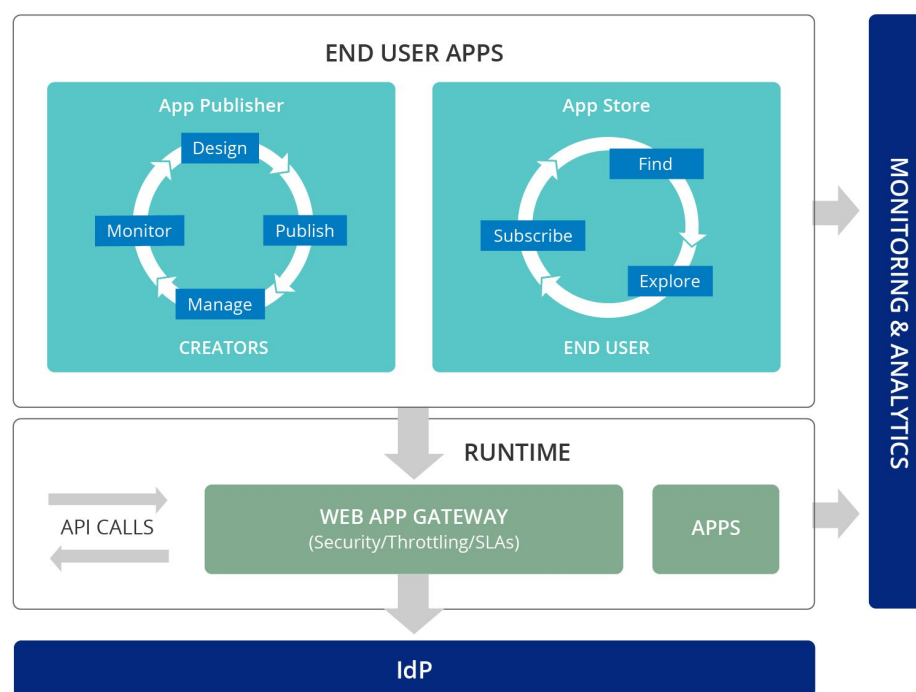 END USER APPS
App Publisher
Design
Monitor
Publish
Manage
CREATORS
App Store
Find
Subscribe
Explore
END USER
MONITORING & ANALYTICS
RUNTIME
API CALLS
WEB APP GATEWAY
(Security/Throttling/SLAs)
APPS
IdP